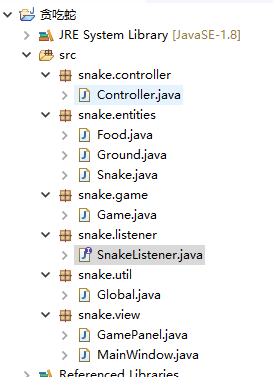 贪吃蛇
JRE System Library [JavaSE-1.8]
src
snake.controller
Controller.java
snake.entities
Food.java
Ground.java
Snake.java
snake.game
Game.java
snake.listener
SnakeListener.java
snake.util
Global.java
snake.view
GamePanel.java
MainWindow.java
Referenced Libraries